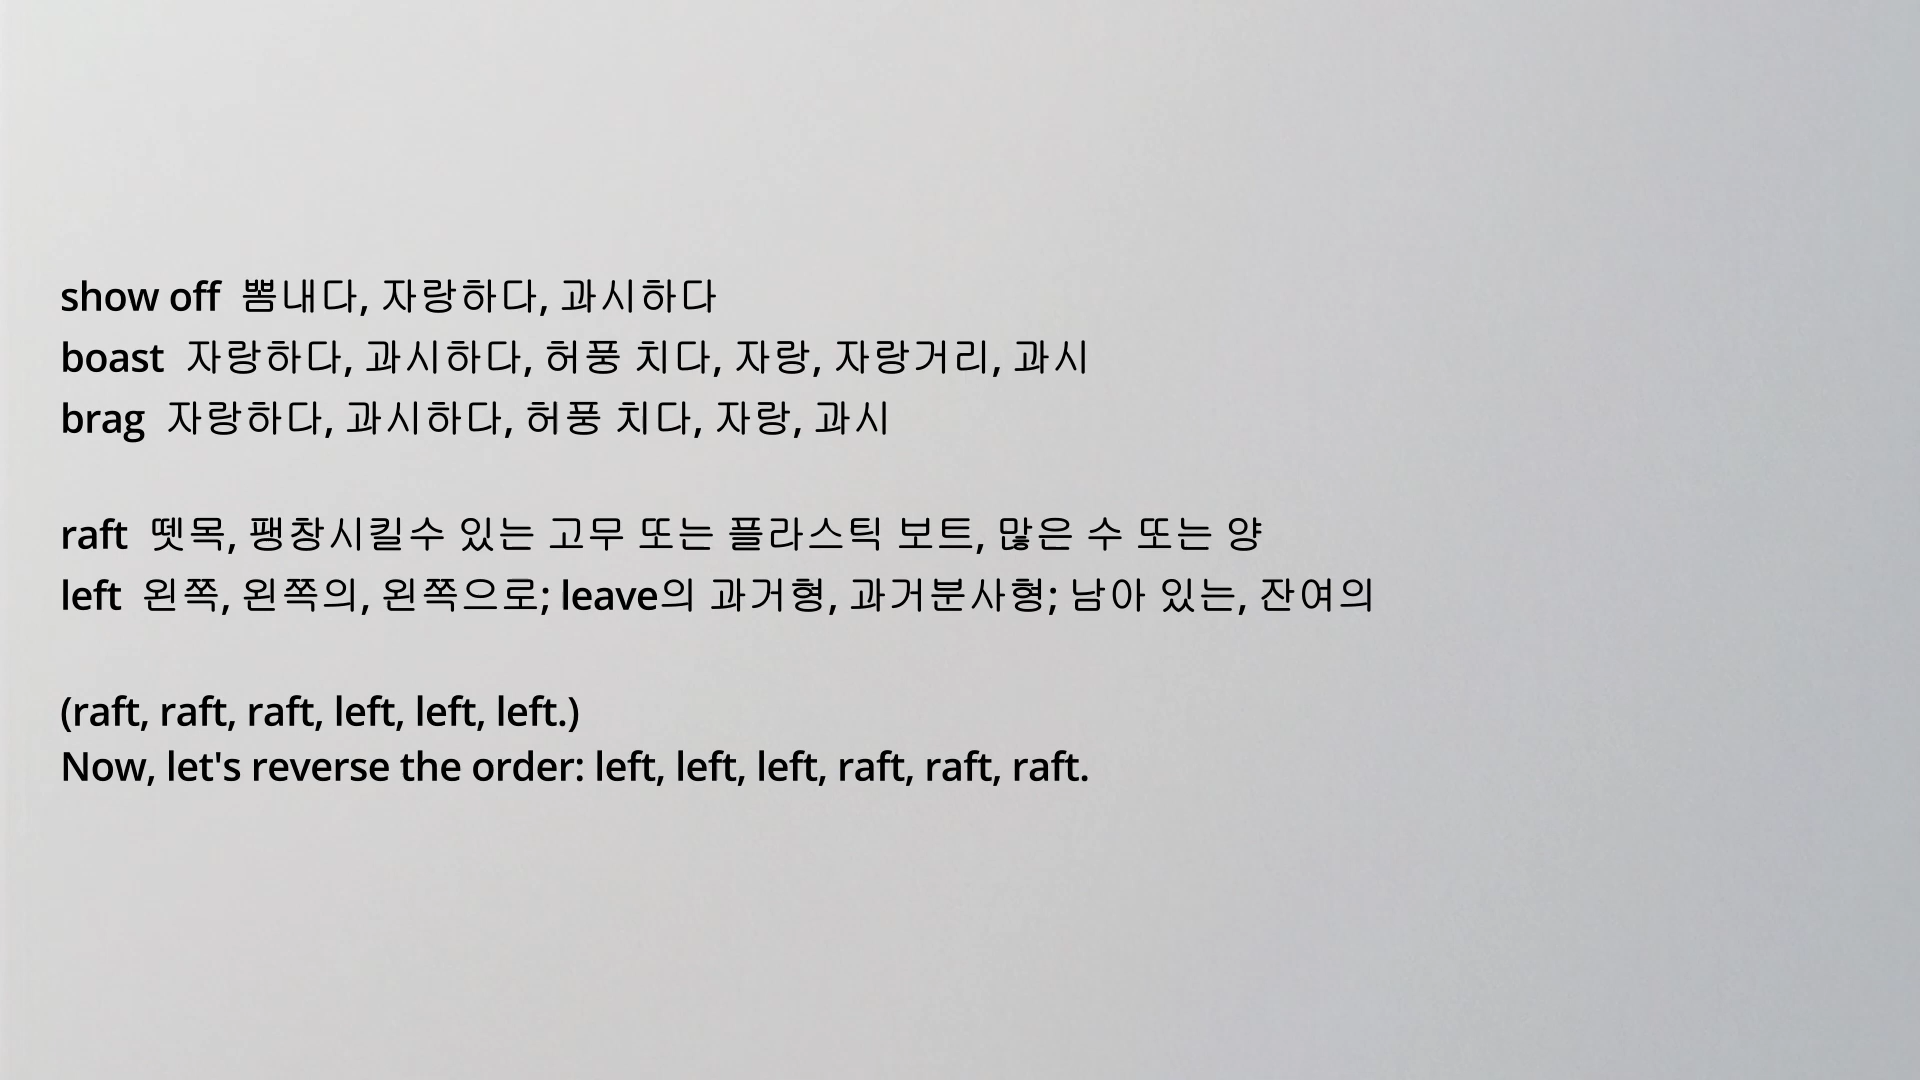 show off 뽐내다, 자랑하다, 과시하다
boast 자랑하다, 과시하다, 허풍 치다, 자랑, 자랑거리, 과시
brag 자랑하다, 과시하다, 허풍 치다, 자랑, 과시
raft 뗏목, 팽창시킬수 있는 고무 또는 플라스틱 보트, 많은 수 또는 양
left 왼쪽, 왼쪽의, 왼쪽으로; leave의 과거형, 과거분사형; 남아 있는, 잔여의
(raft, raft, raft, left, left, left.)
Now, let's reverse the order: left, left, left, raft, raft, raft.